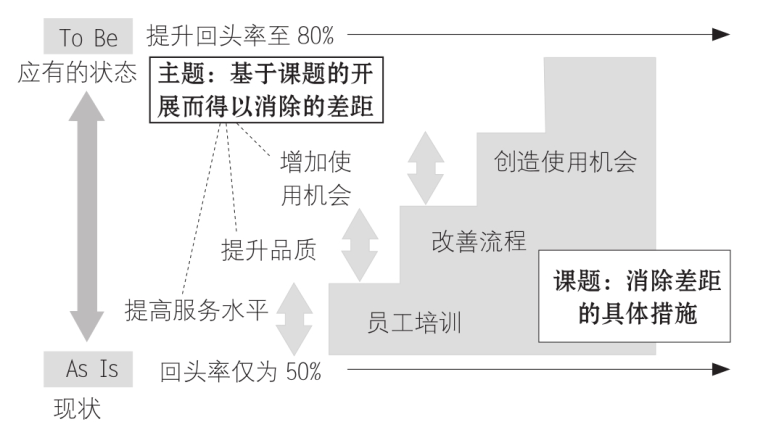 To Be 提升回头率至 80%
应有的状态
主题：基于课题的开
展而得以消除的差距
增加使
用机会
创造使用机会
提升品质
改善流程
课题：消除差距
的具体措施
提高服务水平
员工培训
As Is 回头率仅为 50%
现状